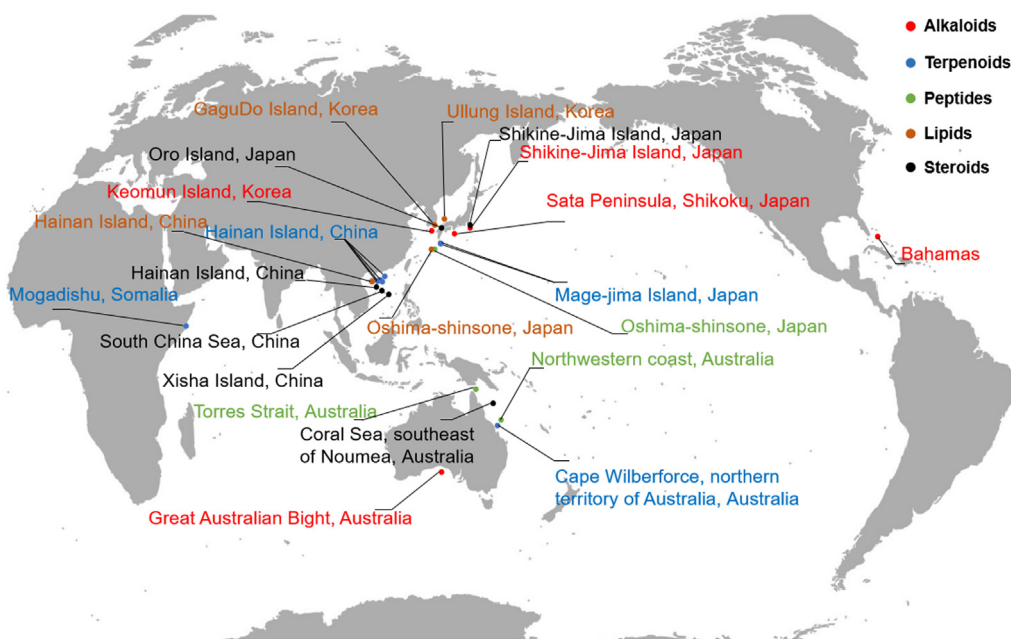 Alkaloids
Terpenoids
Peptides
Lipids
Steroids
GaguDo Island, Korea
Ullung Island, Korea
Shikine-Jima Island, Japan
Oro Island, Japan
Shikine-Jima Island, Japan
Keomun Island, Korea
Sata Peninsula, Shikoku, Japan
Hainan Island, China
Hainan Island, China
Bahamas
Hainan Island, China
Mogadishu, Somalia
Mage-jima Island, Japan
South China Sea, China
Oshima-shinsone, Japan
Oshima-shinsone, Japan
Xisha Island, China
Northwestern coast, Australia
Torres Strait, Australia
Coral Sea, southeast
of Noumea, Australia
Cape Wilberforce, northern
territory of Australia, Australia
Great Australian Bight, Australia